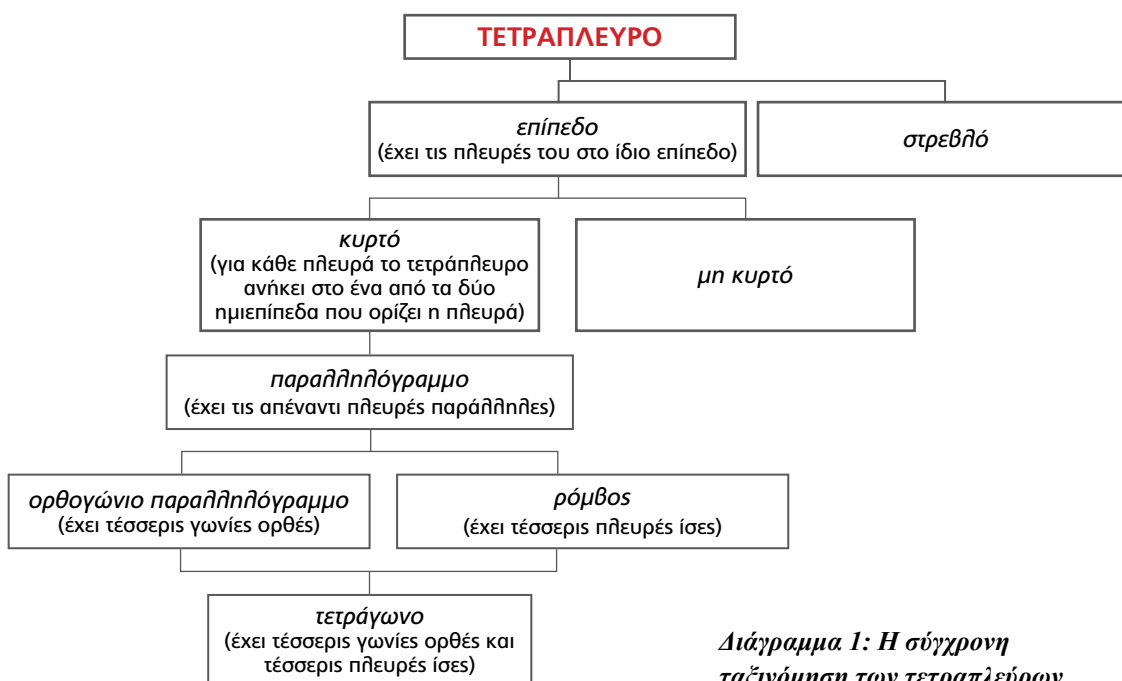 ΤΕΤΡΑΠΛΕΥΡΟ
επίπεδο
(έχει τις πλευρές του στο ίδιο επίπεδο)
στρεβλό
κυρτό
(για κάθε πλευρά το τετράπλευρο
ανήκει στο ένα από τα δύο
ημιεπίπεδα που ορίζει η πλευρά)
μη κυρτό
παραλληλόγραμμο
(έχει τις απέναντι πλευρές παράλληλες)
ορθογώνιο παραλληλόγραμμο
(έχει τέσσερις γωνίες ορθές)
ρόμβος
(έχει τέσσερις πλευρές ίσες)
τετράγωνο
(έχει τέσσερις γωνίες ορθές και
τέσσερις πλευρές ίσες)
Διάγραμμα 1: Η σύγχρονη
ταξινόμηση των τετραπλεύρων